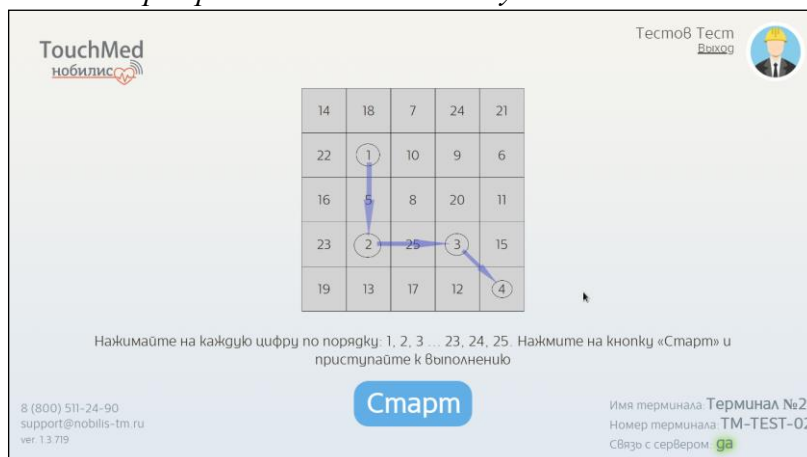 TouchMed
нобилис
Тестов Тест
Выход
14 18 7 24 21
22 1 10 9 6
16 5 8 20 11
23 2 25 3 15
19 13 17 12 4
Нажимайте на каждую цифру по порядку: 1, 2, 3 ... 23, 24, 25. Нажмите на кнопку «Старт» и
приступайте к выполнению
Старт
8 (800) 511-24-90
support@nobilis-tm.ru
ver. 1.3.719
Имя терминала: Терминал №2
Номер терминала: TM-TEST-02
Связь с сервером: да